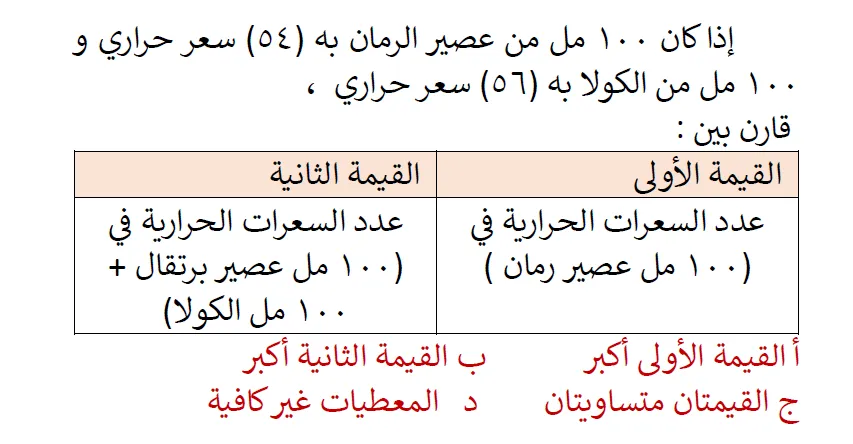 إذا كان ١٠٠ مل من عصير الرمان به (٥٤) سعر حراري و
١٠٠ مل من الكولا به (٥٦) سعر حراري ،
قارن بين :
القيمة الأولى القيمة الثانية
عدد السعرات الحرارية في
(١٠٠ مل عصير رمان )
عدد السعرات الحرارية في
(١٠٠ مل عصير برتقال +
١٠٠ مل الكولا)
أ القيمة الأولى أكبر ب القيمة الثانية أكبر
ج القيمتان متساويتان د المعطيات غير كافية